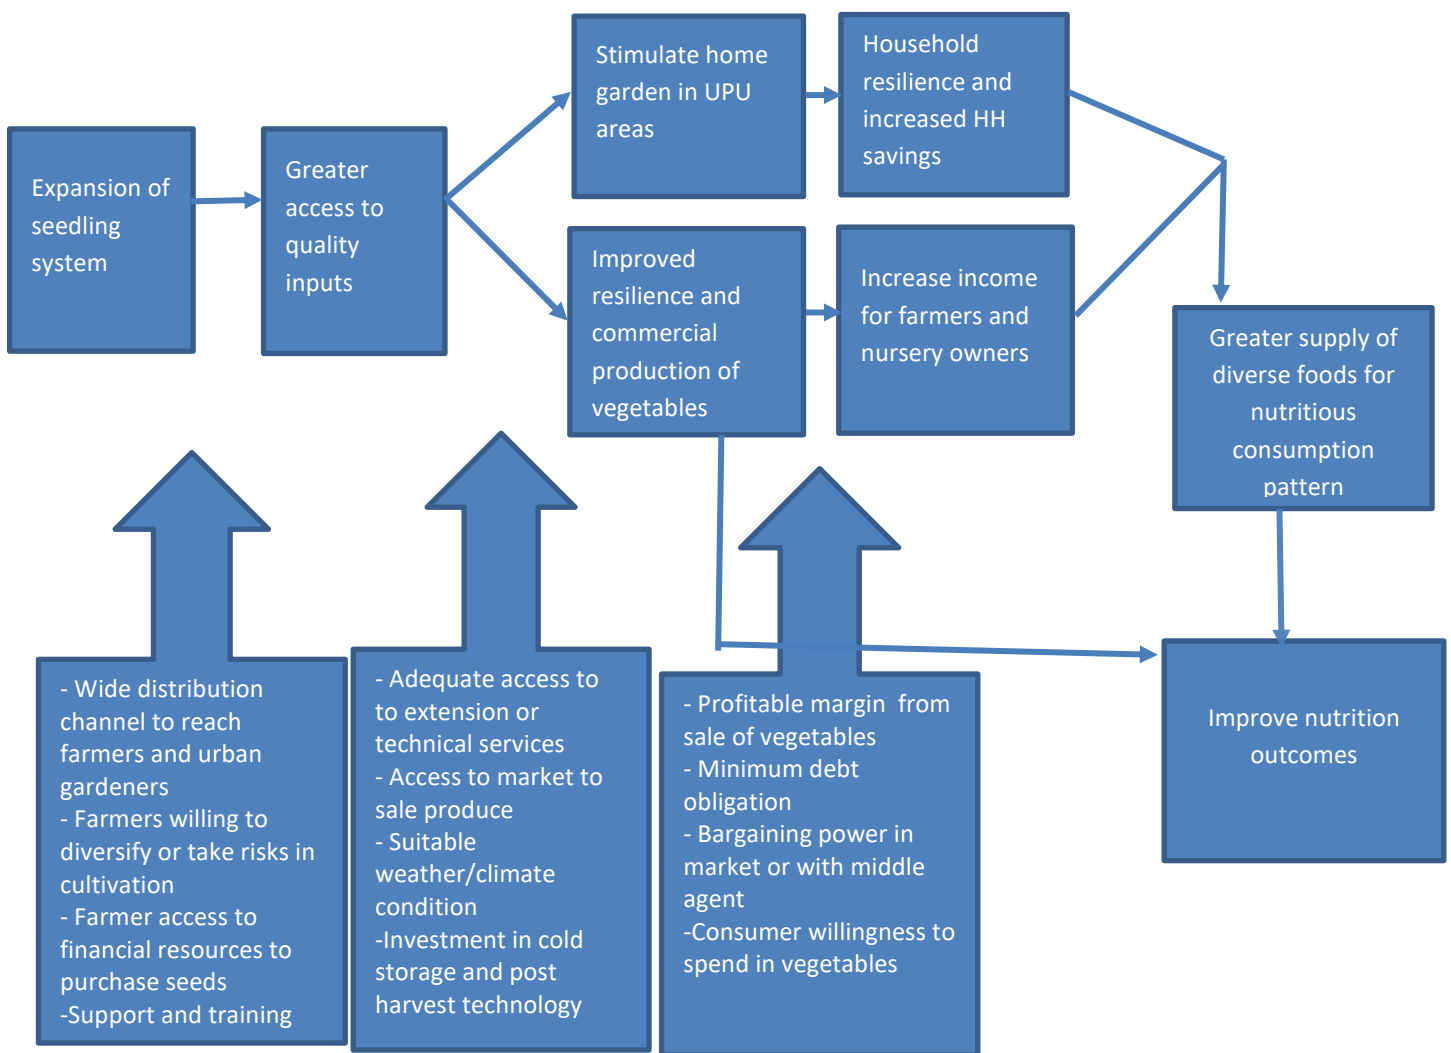 Expansion of
seedling
system
Greater
access to
quality
inputs
Stimulate home
garden in UPU
areas
Household
resilience and
increased HH
savings
Improved
resilience and
commercial
production of
vegetables
Increase income
for farmers and
nursery owners
Greater supply of
diverse foods for
nutritious
consumption
pattern
Improve nutrition
outcomes
- Wide distribution
channel to reach
farmers and urban
gardeners
- Farmers willing to
diversify or take risks in
cultivation
- Farmer access to
financial resources to
purchase seeds
-Support and training
- Adequate access to
to extension or
technical services
- Access to market to
sale produce
- Suitable
weather/climate
condition
-Investment in cold
storage and post
harvest technology
- Profitable margin from
sale of vegetables
- Minimum debt
obligation
- Bargaining power in
market or with middle
agent
-Consumer willingness to
spend in vegetables